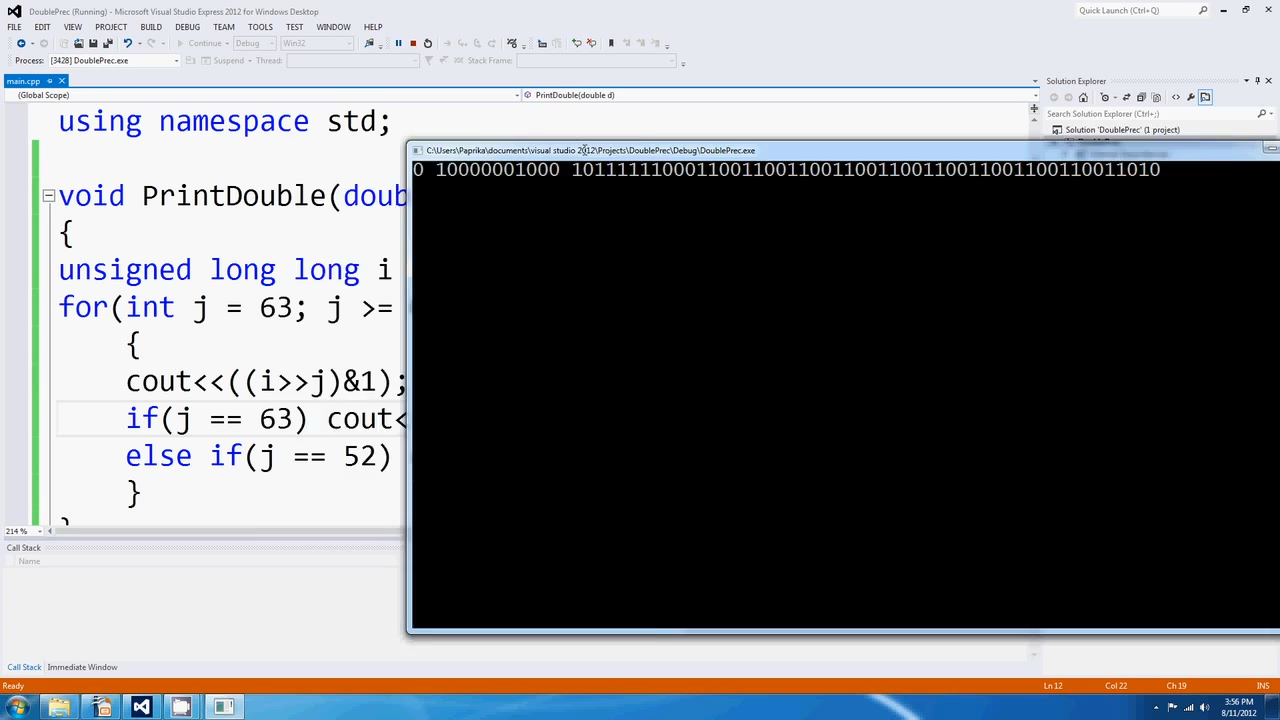 DoublePrec (Running) - Microsoft Visual Studio Express 2012 for Windows Desktop
Quick Launch (Ctrl+Q)
FILE EDIT VIEW PROJECT BUILD DEBUG TEAM TOOLS TEST WINDOW HELP
Continue Debug Win32
Process: [3428] DoublePrec.exe Suspend Thread: Stack Frame:
main.cpp
Solution Explorer
(Global Scope) PrintDouble(double d)
Search Solution Explorer (Ctrl+;)
Solution 'DoublePrec' (1 project)
using namespace std;
C:\Users\Paprika\documents\visual studio 2012\Projects\DoublePrec\Debug\DoublePrec.exe
0 10000001000 1011111100011001100110011001100110011001100110011010
void PrintDouble(doub
{
unsigned long long i
for(int j = 63; j >=
{
cout<<((i>>j)&1);
if(j == 63) cout<
else if(j == 52)
}
}
214 %
Call Stack
Name
Call Stack Immediate Window
Ready Ln 12 Col 22 Ch 19 INS
3:56 PM
8/11/2012